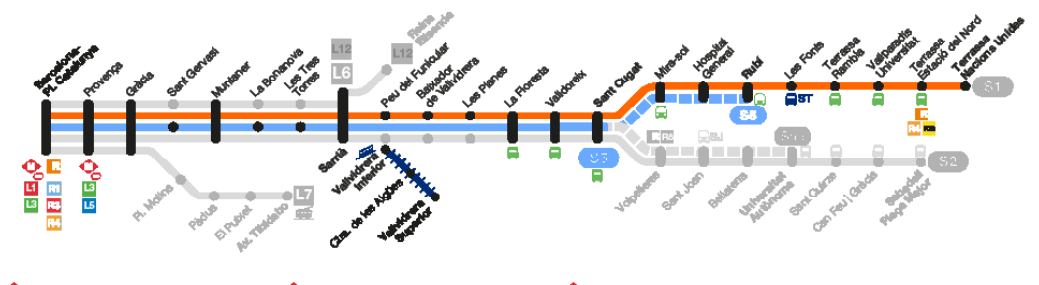 Barcelona-
Pl. Catalunya
Provença
Gràcia
Sant Gervasi
Muntaner
La Bonanova
Les Tres
Torres
L12
L6
Sarrià
L12
Reina
Elisenda
Peu del Funicular
Baixador
de Vallvidrera
Les Planes
La Floresta
Valldoreix
Sant Cugat
Mira-sol
Hospital
General
Rubí
Les Fonts
Terrassa
Rambla
Vallparadís
Universitat
Terrassa
Estació del Nord
Terrassa
Nacions Unides
S1
ST
S5
S2
Volpelleres
Sant Joan
Bellaterra
Universitat
Autònoma
Sant Quirze
Can Feu | Gràcia
Sabadell
Plaça Major
Vallvidrera
Inferior
Ctra. de les Aigües
Vallvidrera
Superior
Pl. Molina
Pàdua
El Putxet
Av. Tibidabo
L7
M
R
M
L1
R1
L3
L3
R3
L5
R4
R
R4